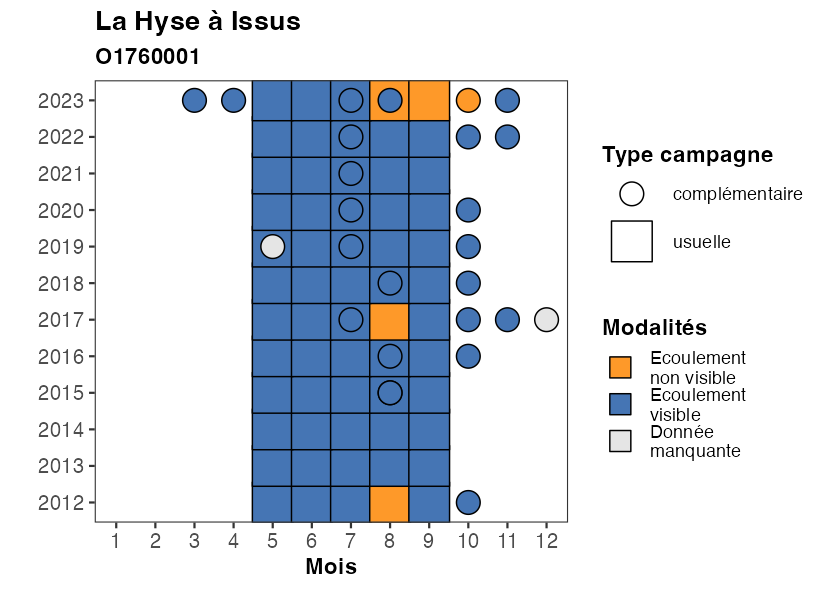 La Hyse à Issus
O1760001
2023
2022
2021
2020
2019
2018
2017
2016
2015
2014
2013
2012
1 2 3 4 5 6 7 8 9 10 11 12
Mois
Type campagne
complémentaire
usuelle
Modalités
Ecoulement
non visible
Ecoulement
visible
Donnée
manquante